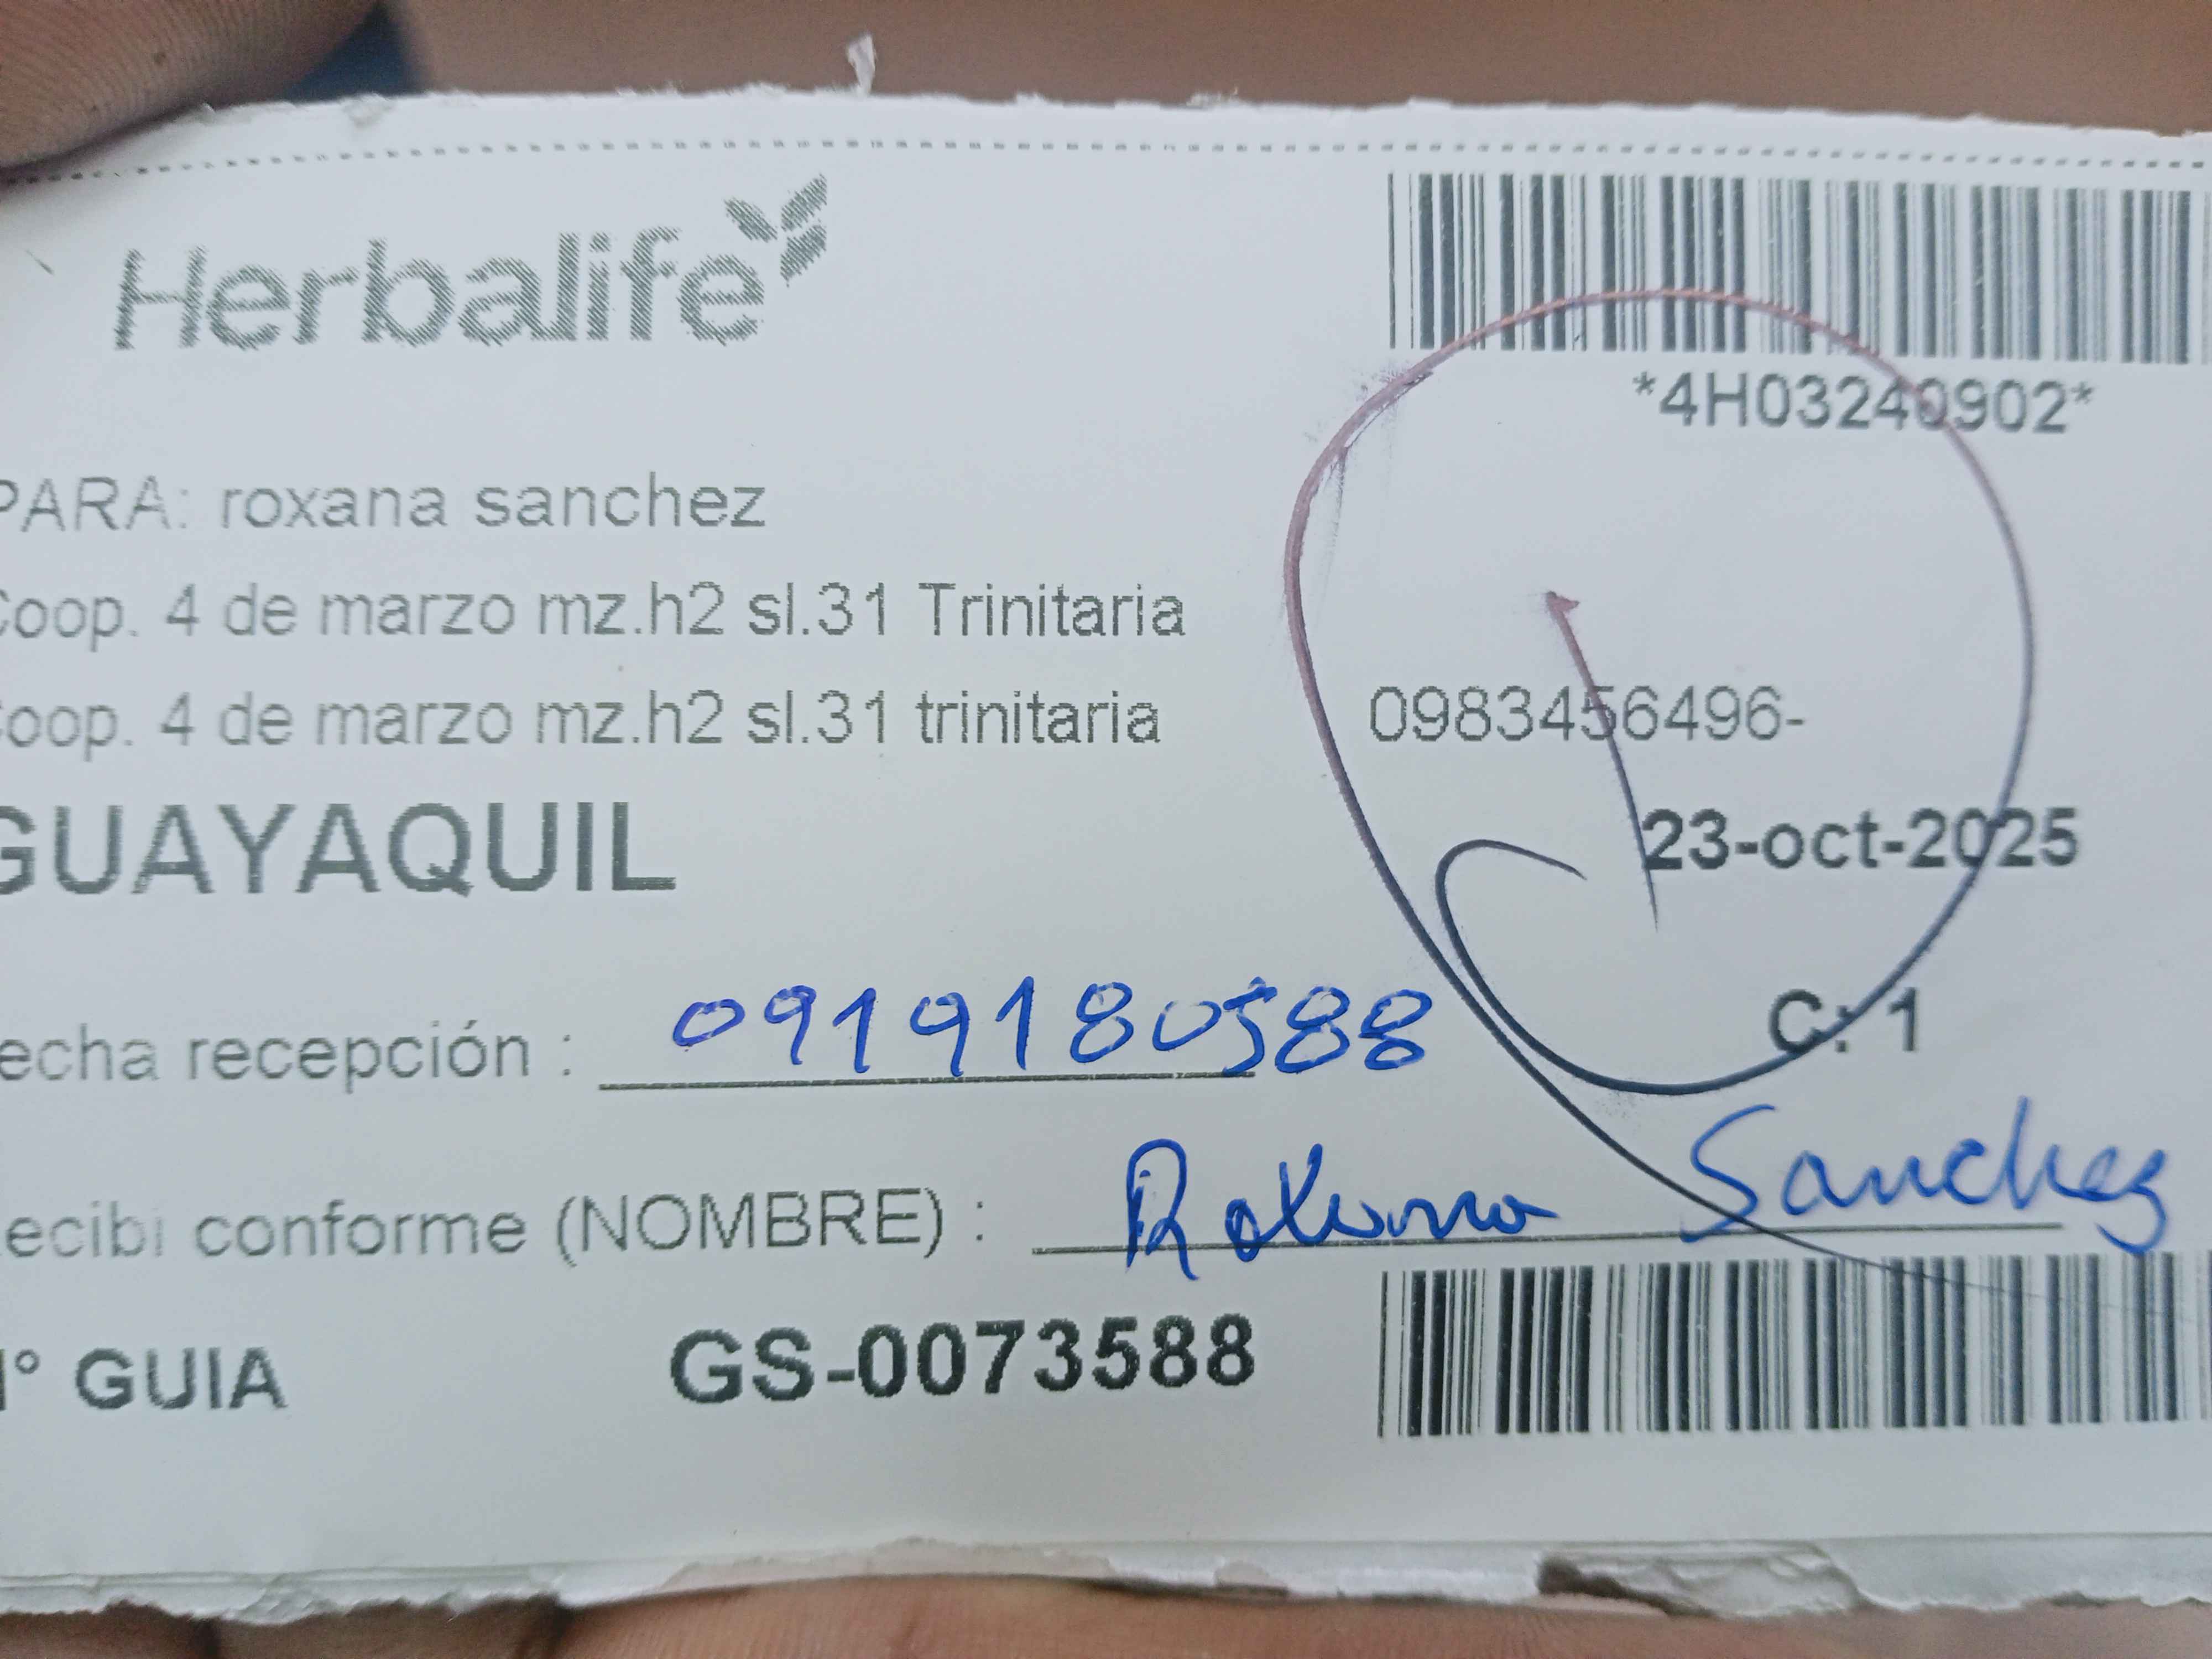 Herbalife
*4H03240902*
PARA: roxana sanchez
Coop. 4 de marzo mz.h2 sl.31 Trinitaria
Coop. 4 de marzo mz.h2 sl.31 trinitaria 0983456496-
GUAYAQUIL 23-oct-2025
C: 1
echa recepción : 0919180588
ecibi conforme (NOMBRE) : Roxana Sanchez
N° GUIA GS-0073588